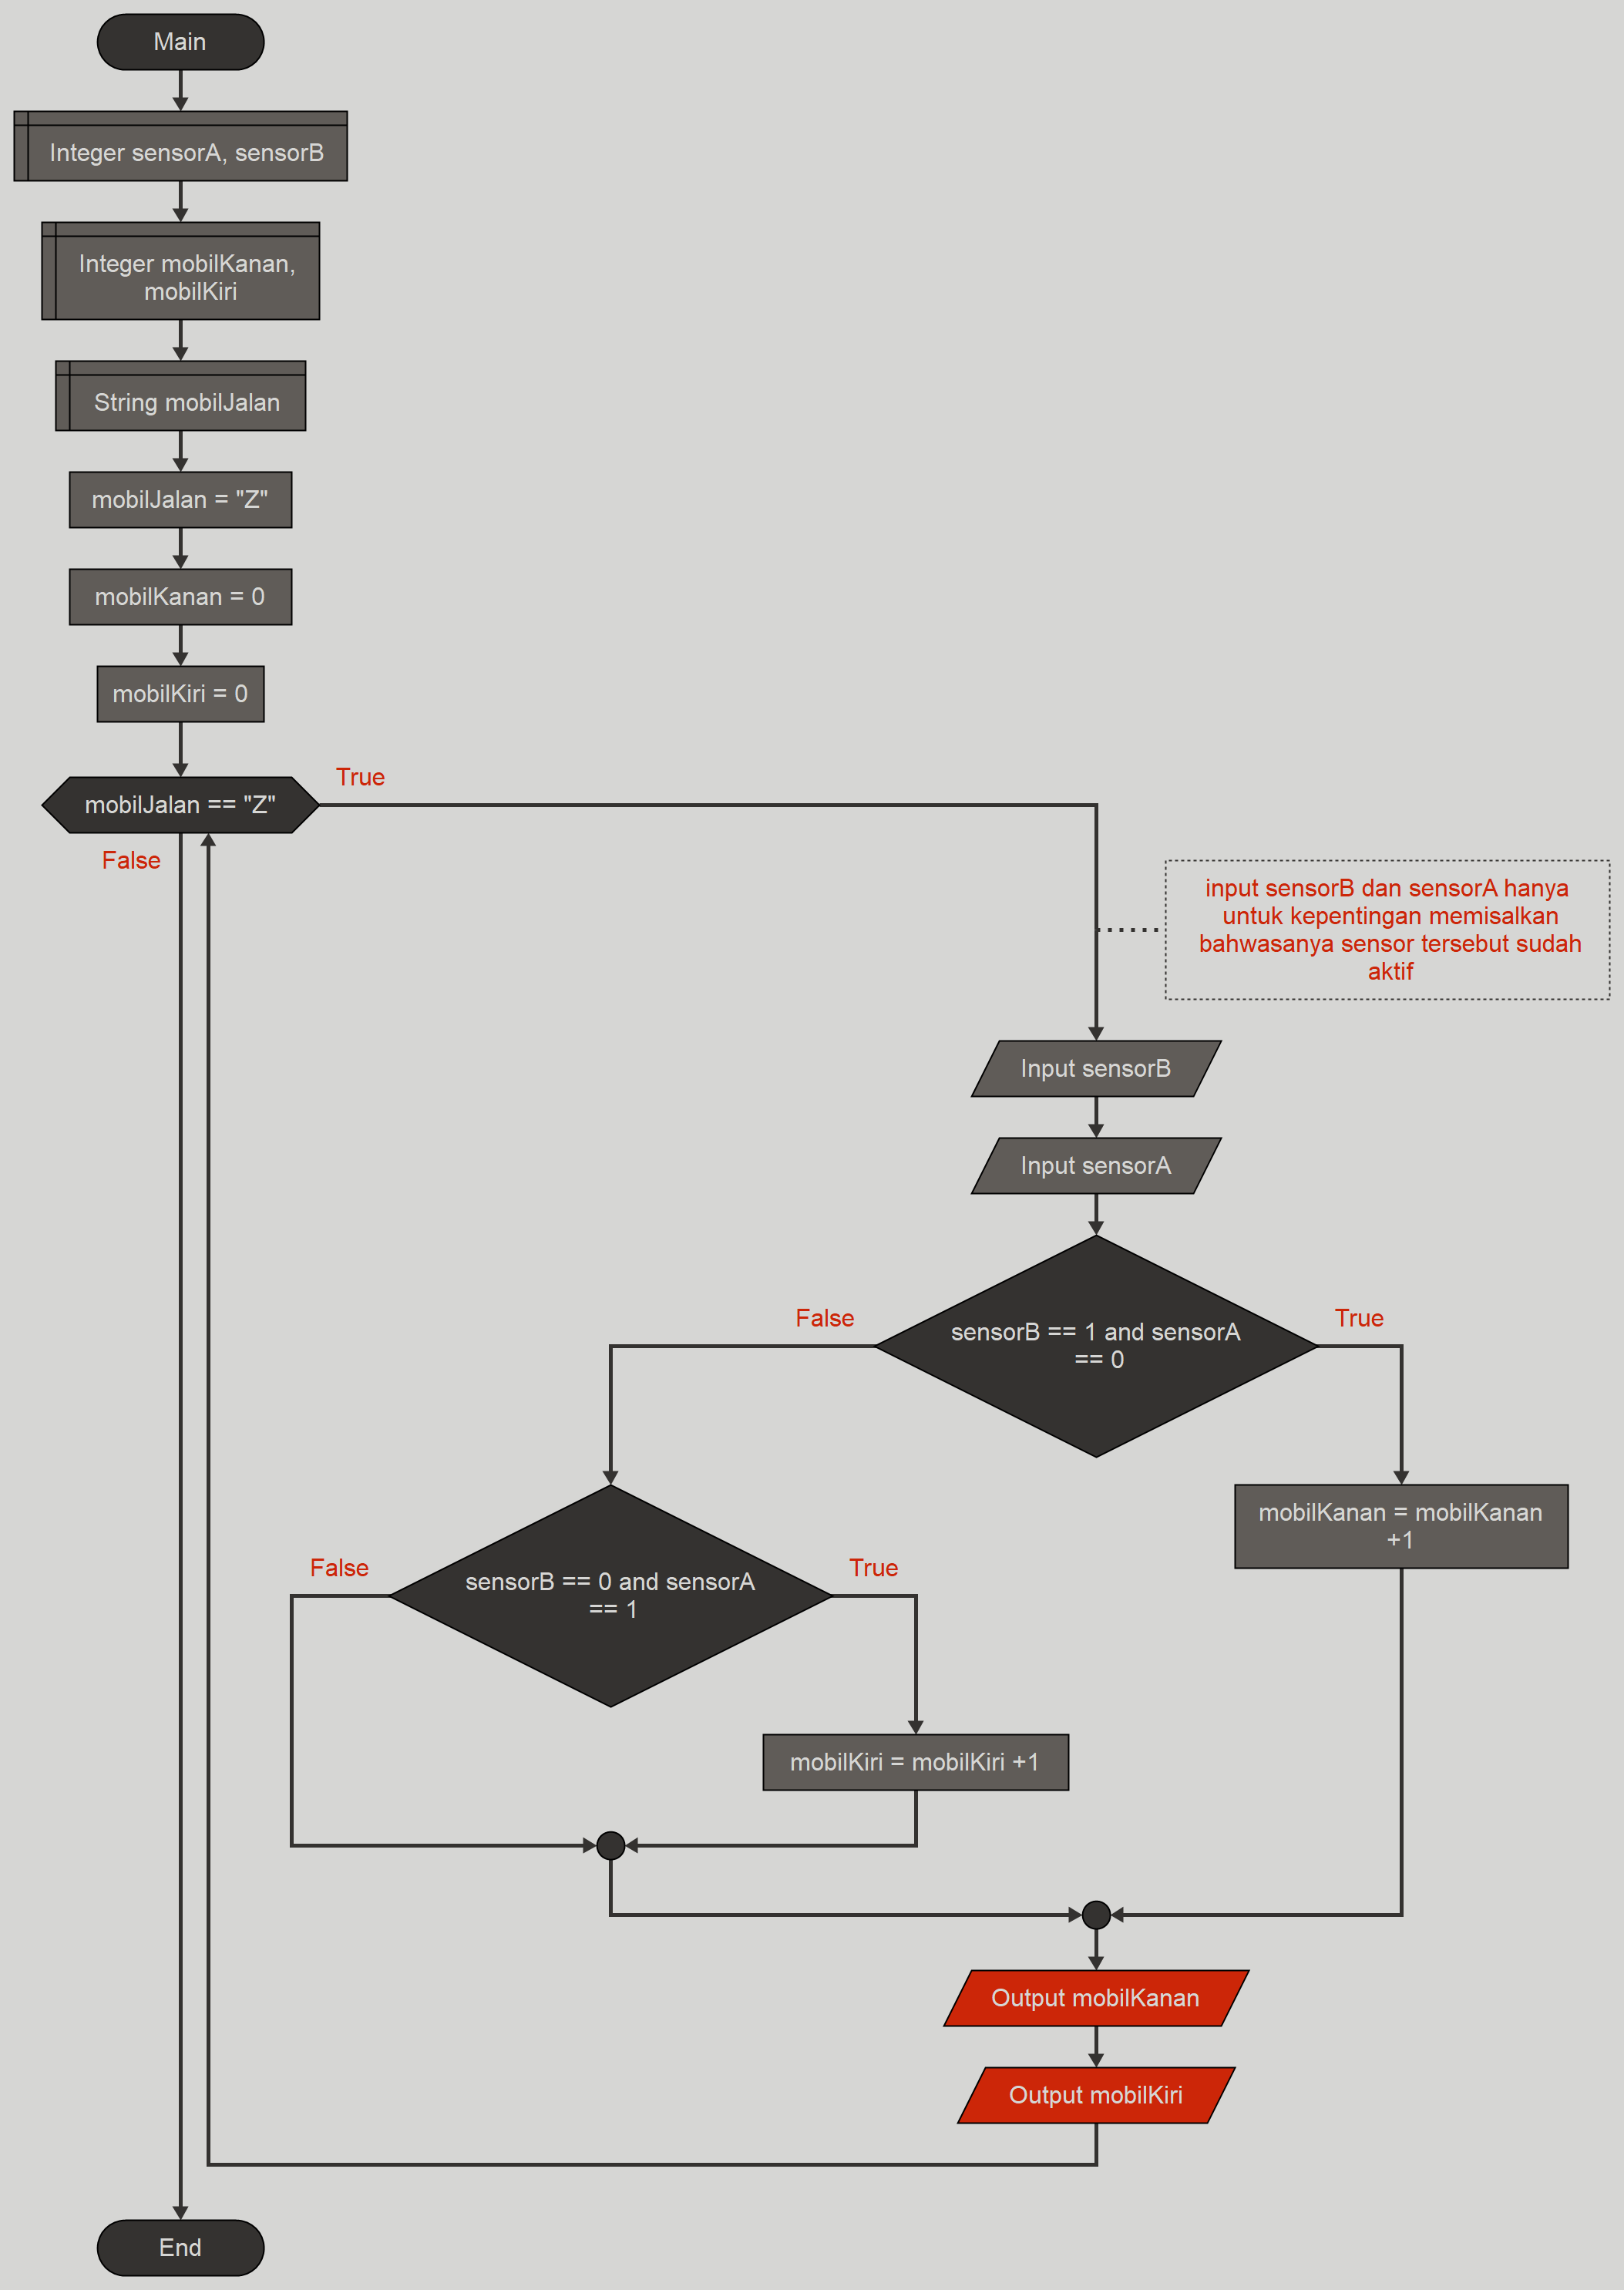 Main
Integer sensorA, sensorB
Integer mobilKanan,
mobilKiri
String mobilJalan
mobilJalan = "Z"
mobilKanan = 0
mobilKiri = 0
mobilJalan == "Z"
True
False
input sensorB dan sensorA hanya
untuk kepentingan memisalkan
bahwasanya sensor tersebut sudah
aktif
Input sensorB
Input sensorA
sensorB == 1 and sensorA
== 0
False
True
mobilKanan = mobilKanan
+1
sensorB == 0 and sensorA
== 1
False
True
mobilKiri = mobilKiri +1
Output mobilKanan
Output mobilKiri
End